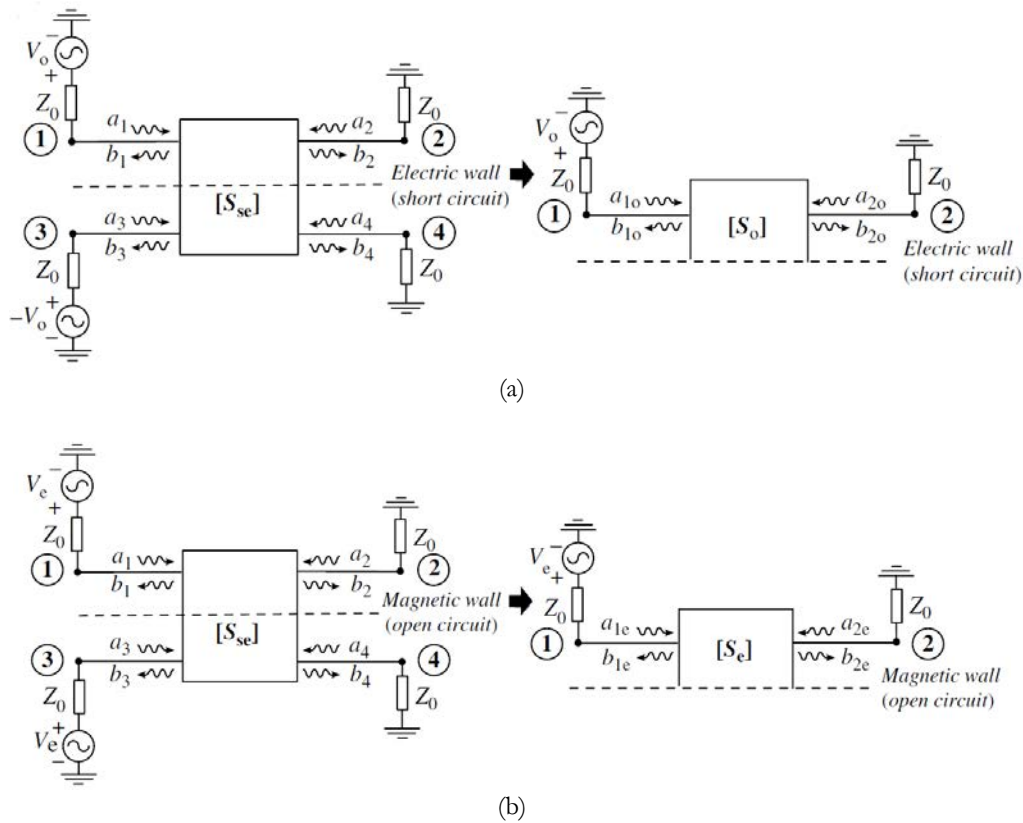 V_o − +
Z_0
① a_1 b_1
Z_0
a_2 b_2 ②
Electric wall
(short circuit)
[S_se]
③ a_3 b_3
a_4 b_4 ④
Z_0
Z_0
−V_o + −
V_o − +
Z_0
① a_1o b_1o
[S_o]
Z_0
a_2o b_2o ②
Electric wall
(short circuit)
(a)
V_e − +
Z_0
① a_1 b_1
Z_0
a_2 b_2 ②
Magnetic wall
(open circuit)
[S_se]
③ a_3 b_3
a_4 b_4 ④
Z_0
Z_0
V_e + −
V_e − +
Z_0
① a_1e b_1e
[S_e]
Z_0
a_2e b_2e ②
Magnetic wall
(open circuit)
(b)